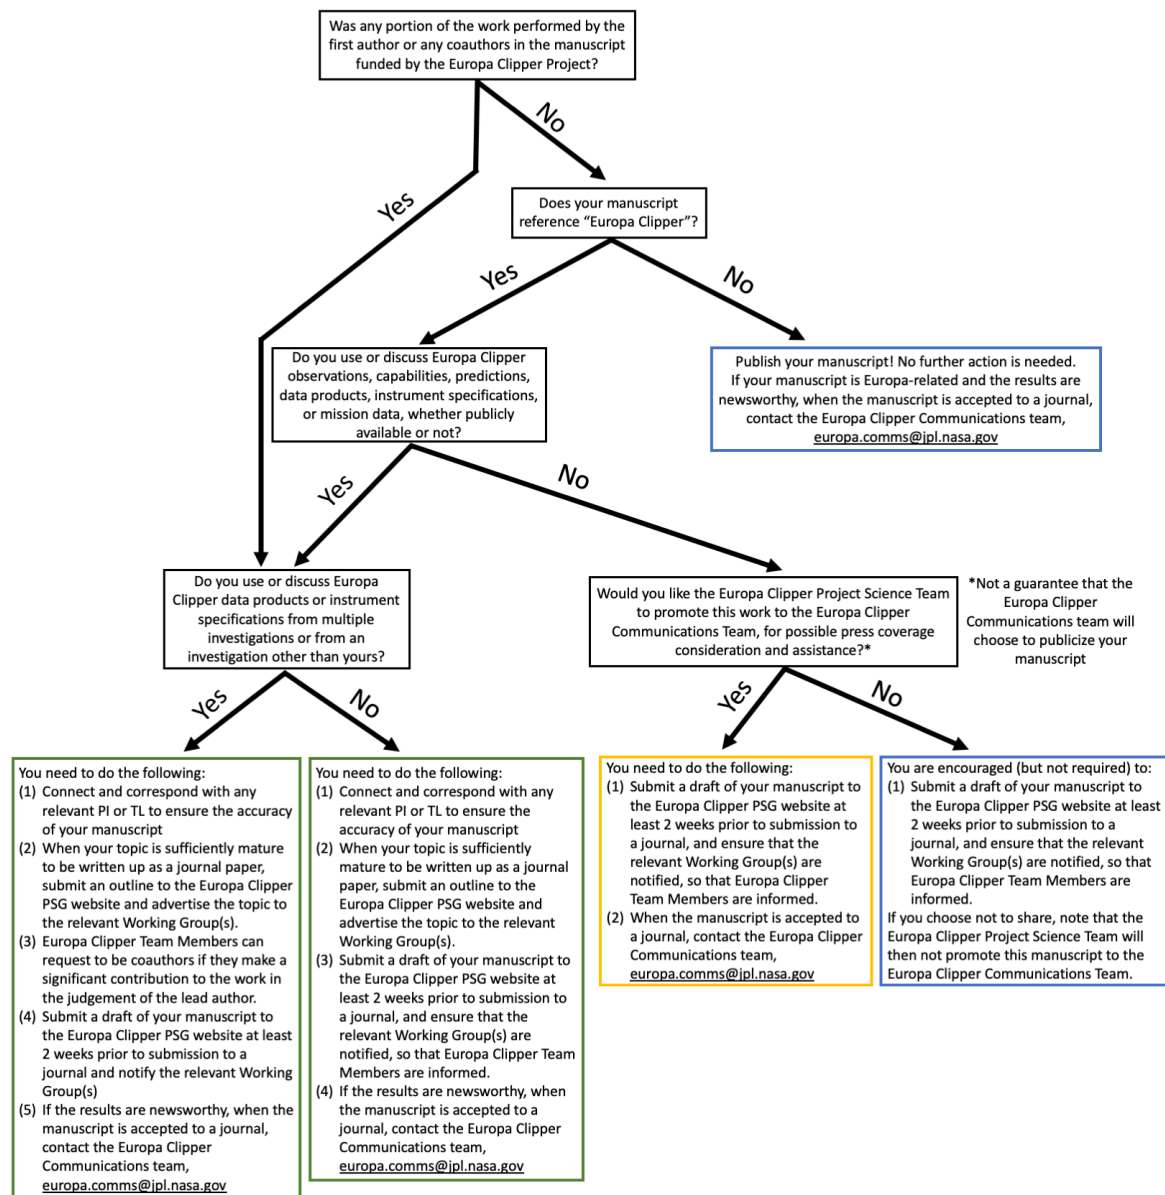 Was any portion of the work performed by the
first author or any coauthors in the manuscript
funded by the Europa Clipper Project?
No
Yes
Does your manuscript
reference “Europa Clipper”?
Yes
No
Do you use or discuss Europa Clipper
observations, capabilities, predictions,
data products, instrument specifications,
or mission data, whether publicly
available or not?
Publish your manuscript! No further action is needed.
If your manuscript is Europa-related and the results are
newsworthy, when the manuscript is accepted to a journal,
contact the Europa Clipper Communications team,
europa.comms@jpl.nasa.gov
Yes
No
Do you use or discuss Europa
Clipper data products or instrument
specifications from multiple
investigations or from an
investigation other than yours?
Would you like the Europa Clipper Project Science Team
to promote this work to the Europa Clipper
Communications Team, for possible press coverage
consideration and assistance?*
*Not a guarantee that the
Europa Clipper
Communications team will
choose to publicize your
manuscript
Yes
No
Yes
No
You need to do the following:
(1) Connect and correspond with any
relevant PI or TL to ensure the accuracy
of your manuscript
(2) When your topic is sufficiently mature
to be written up as a journal paper,
submit an outline to the Europa Clipper
PSG website and advertise the topic to
the relevant Working Group(s).
(3) Europa Clipper Team Members can
request to be coauthors if they make a
significant contribution to the work in
the judgement of the lead author.
(4) Submit a draft of your manuscript to
the Europa Clipper PSG website at least
2 weeks prior to submission to a
journal and notify the relevant Working
Group(s)
(5) If the results are newsworthy, when the
manuscript is accepted to a journal,
contact the Europa Clipper
Communications team,
europa.comms@jpl.nasa.gov
You need to do the following:
(1) Connect and correspond with any
relevant PI or TL to ensure the
accuracy of your manuscript
(2) When your topic is sufficiently
mature to be written up as a journal
paper, submit an outline to the
Europa Clipper PSG website and
advertise the topic to the relevant
Working Group(s).
(3) Submit a draft of your manuscript to
the Europa Clipper PSG website at
least 2 weeks prior to submission to
a journal, and ensure that the
relevant Working Group(s) are
notified, so that Europa Clipper Team
Members are informed.
(4) If the results are newsworthy, when
the manuscript is accepted to a
journal, contact the Europa Clipper
Communications team,
europa.comms@jpl.nasa.gov
You need to do the following:
(1) Submit a draft of your manuscript to
the Europa Clipper PSG website at
least 2 weeks prior to submission to
a journal, and ensure that the
relevant Working Group(s) are
notified, so that Europa Clipper
Team Members are informed.
(2) When the manuscript is accepted to
a journal, contact the Europa Clipper
Communications team,
europa.comms@jpl.nasa.gov
You are encouraged (but not required) to:
(1) Submit a draft of your manuscript to
the Europa Clipper PSG website at least
2 weeks prior to submission to a
journal, and ensure that the relevant
Working Group(s) are notified, so that
Europa Clipper Team Members are
informed.
If you choose not to share, note that the
Europa Clipper Project Science Team will
then not promote this manuscript to the
Europa Clipper Communications Team.